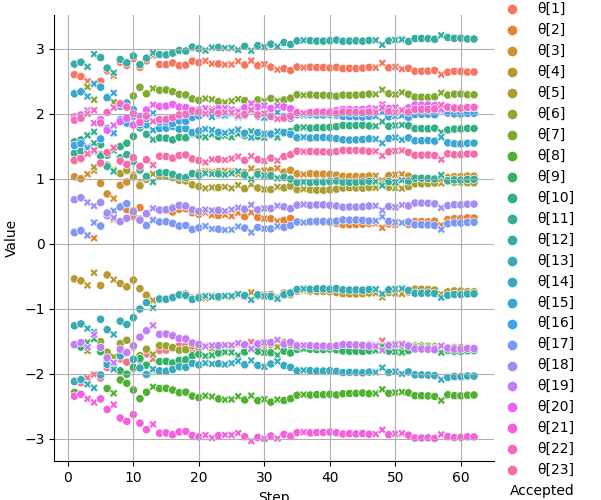 Value
3
2
1
0
−1
−2
−3
0
10
20
30
40
50
60
Step
θ[1]
θ[2]
θ[3]
θ[4]
θ[5]
θ[6]
θ[7]
θ[8]
θ[9]
θ[10]
θ[11]
θ[12]
θ[13]
θ[14]
θ[15]
θ[16]
θ[17]
θ[18]
θ[19]
θ[20]
θ[21]
θ[22]
θ[23]
Accepted